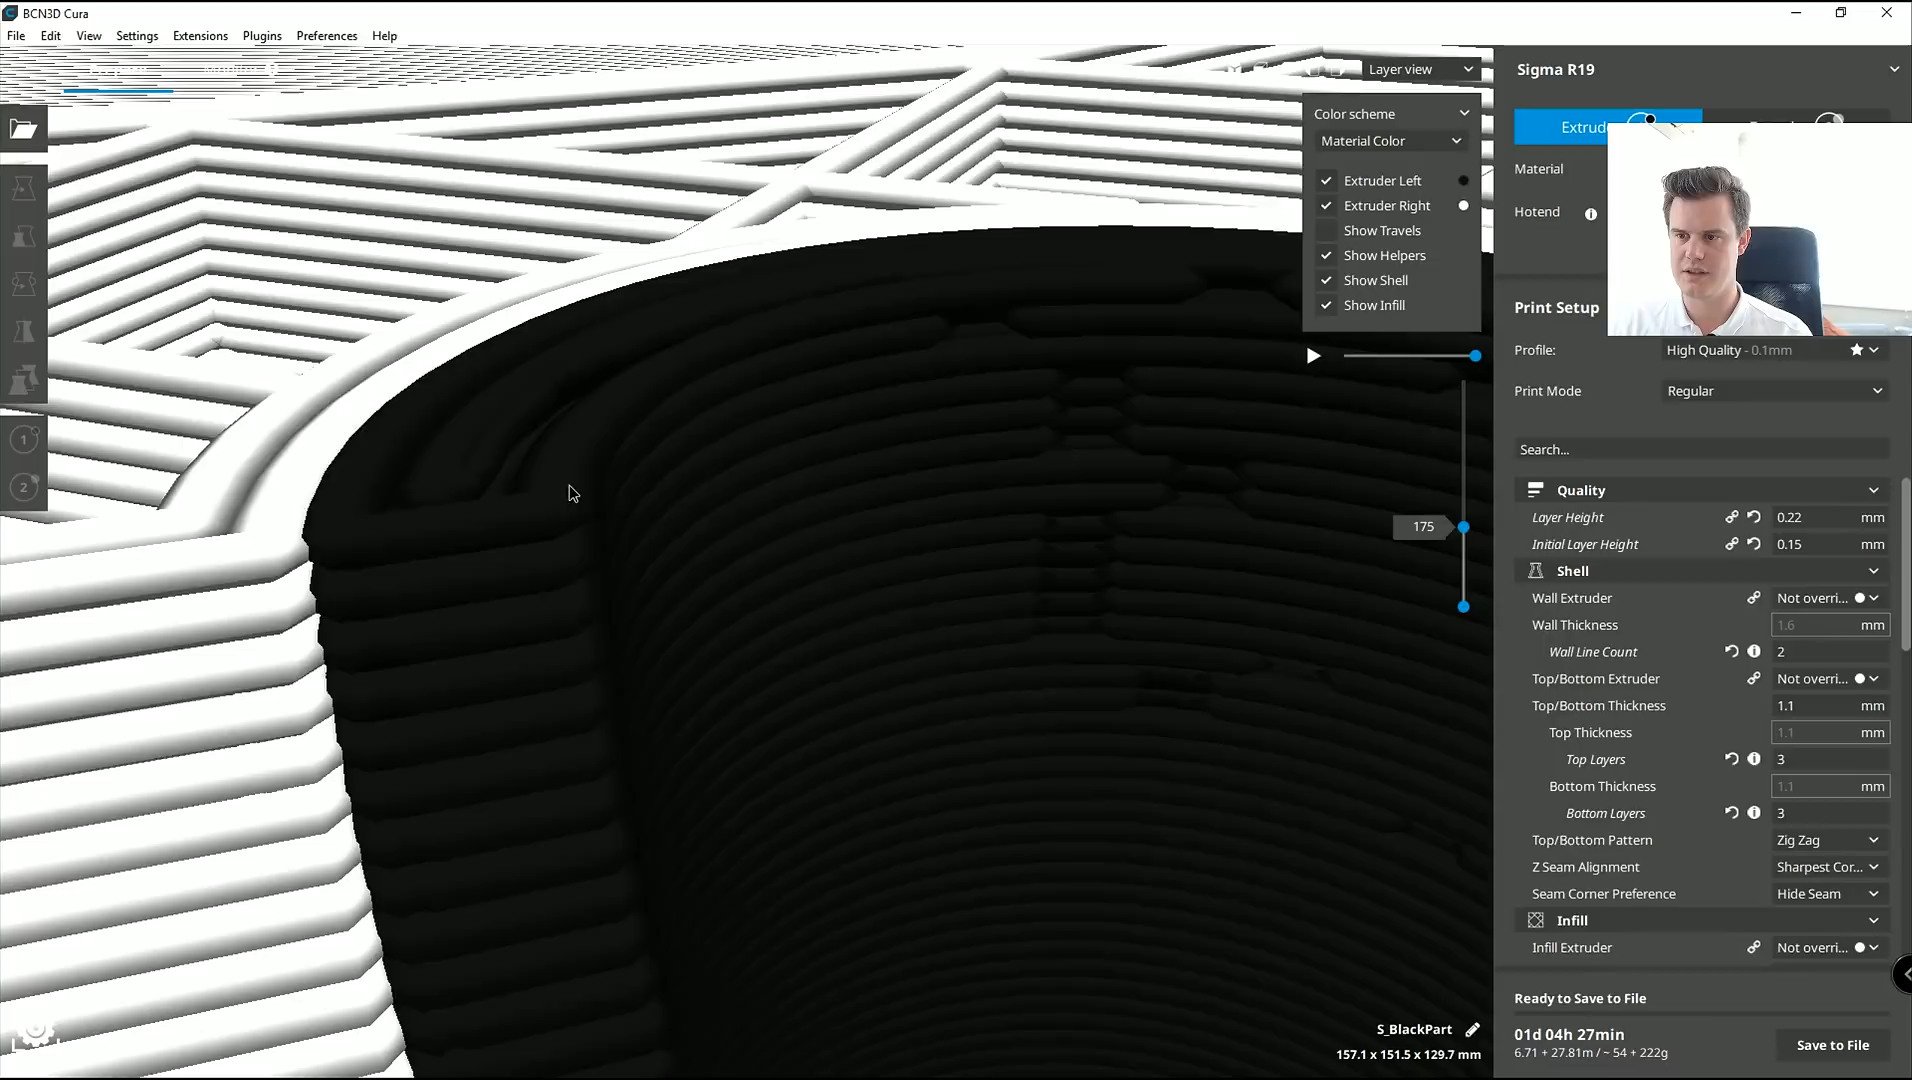 BCN3D Cura
File Edit View Settings Extensions Plugins Preferences Help
Layer view
Color scheme
Material Color
Extruder Left
Extruder Right
Show Travels
Show Helpers
Show Shell
Show Infill
175
S_BlackPart
157.1 x 151.5 x 129.7 mm
1
2
Sigma R19
Extrud
Material
Hotend
Print Setup
Profile: High Quality - 0.1mm
Print Mode Regular
Search...
Quality
Layer Height 0.22 mm
Initial Layer Height 0.15 mm
Shell
Wall Extruder Not overri...
Wall Thickness 1.6 mm
Wall Line Count 2
Top/Bottom Extruder Not overri...
Top/Bottom Thickness 1.1 mm
Top Thickness 1.1 mm
Top Layers 3
Bottom Thickness 1.1 mm
Bottom Layers 3
Top/Bottom Pattern Zig Zag
Z Seam Alignment Sharpest Cor...
Seam Corner Preference Hide Seam
Infill
Infill Extruder Not overri...
Ready to Save to File
01d 04h 27min
6.71 + 27.81m / ~ 54 + 222g
Save to File